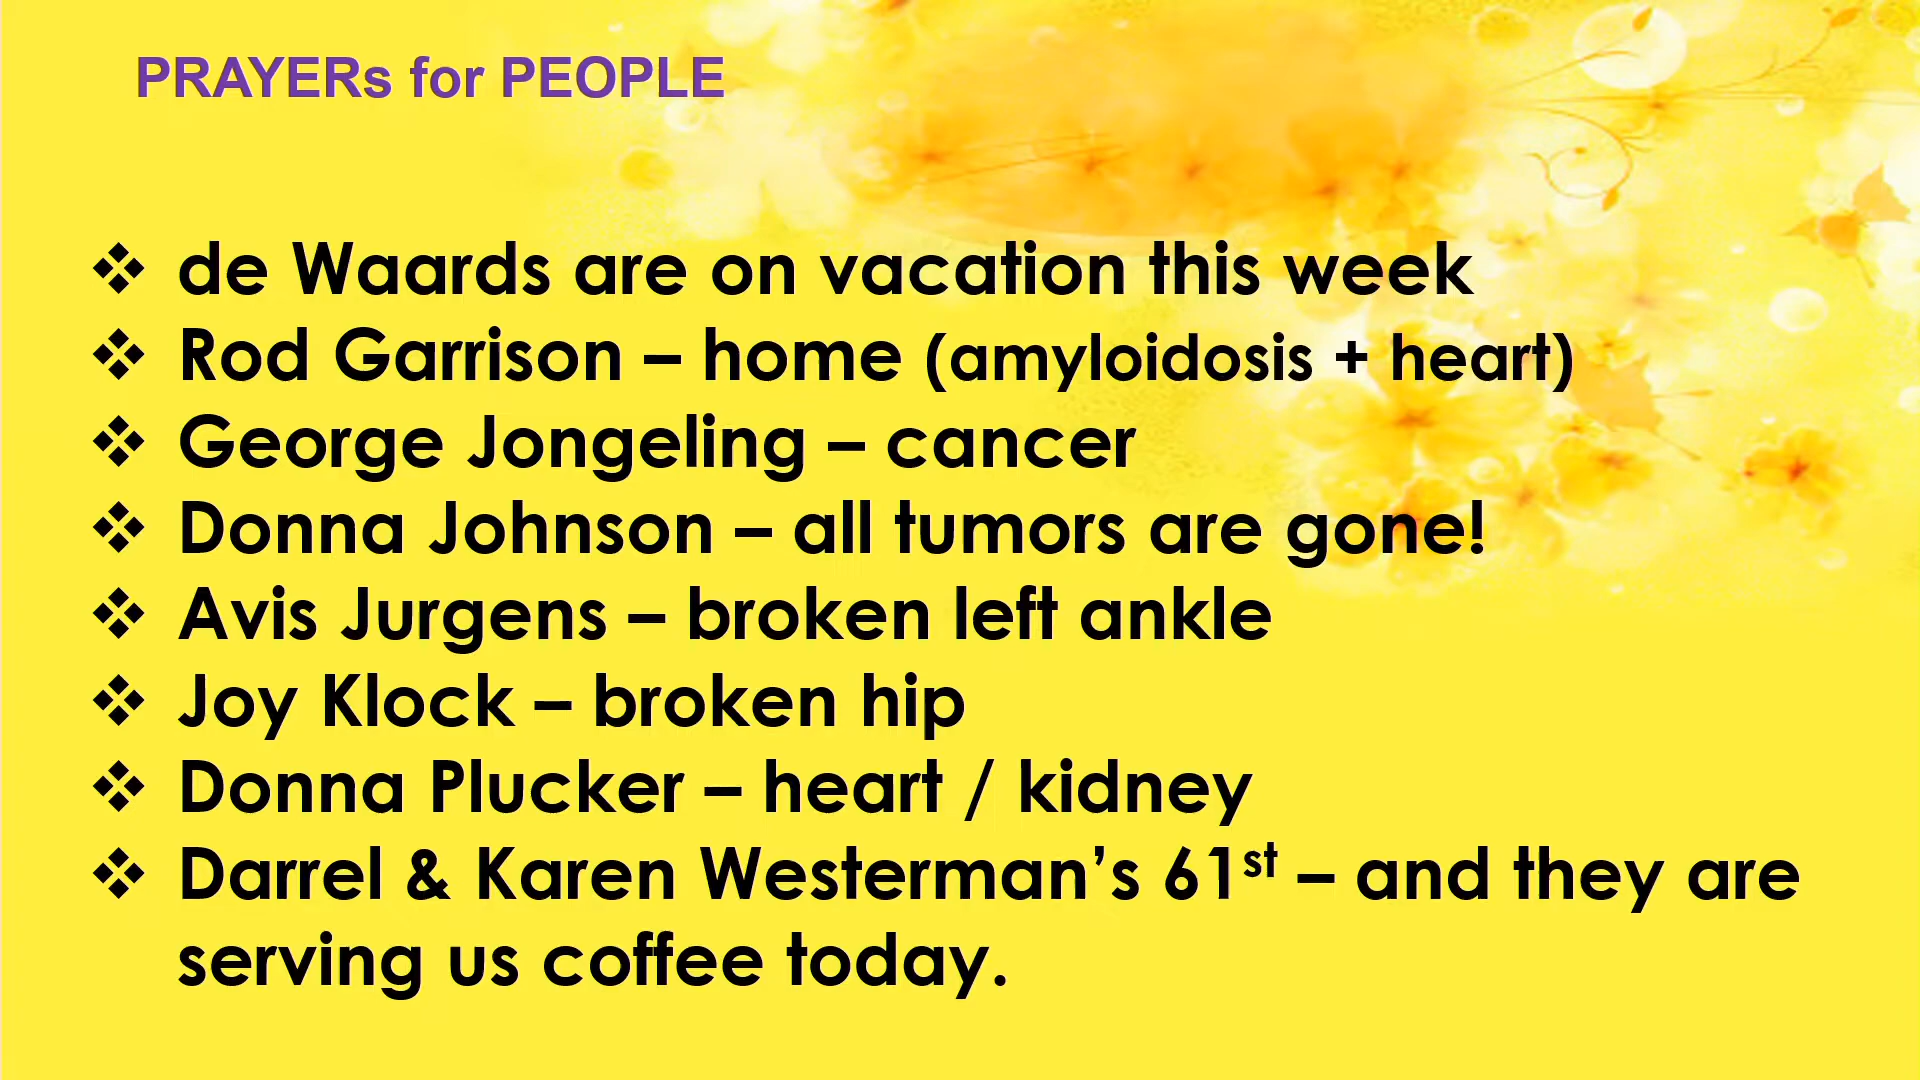 PRAYERs for PEOPLE
❖ de Waards are on vacation this week
❖ Rod Garrison – home (amyloidosis + heart)
❖ George Jongeling – cancer
❖ Donna Johnson – all tumors are gone!
❖ Avis Jurgens – broken left ankle
❖ Joy Klock – broken hip
❖ Donna Plucker – heart / kidney
❖ Darrel & Karen Westerman’s 61st – and they are
serving us coffee today.